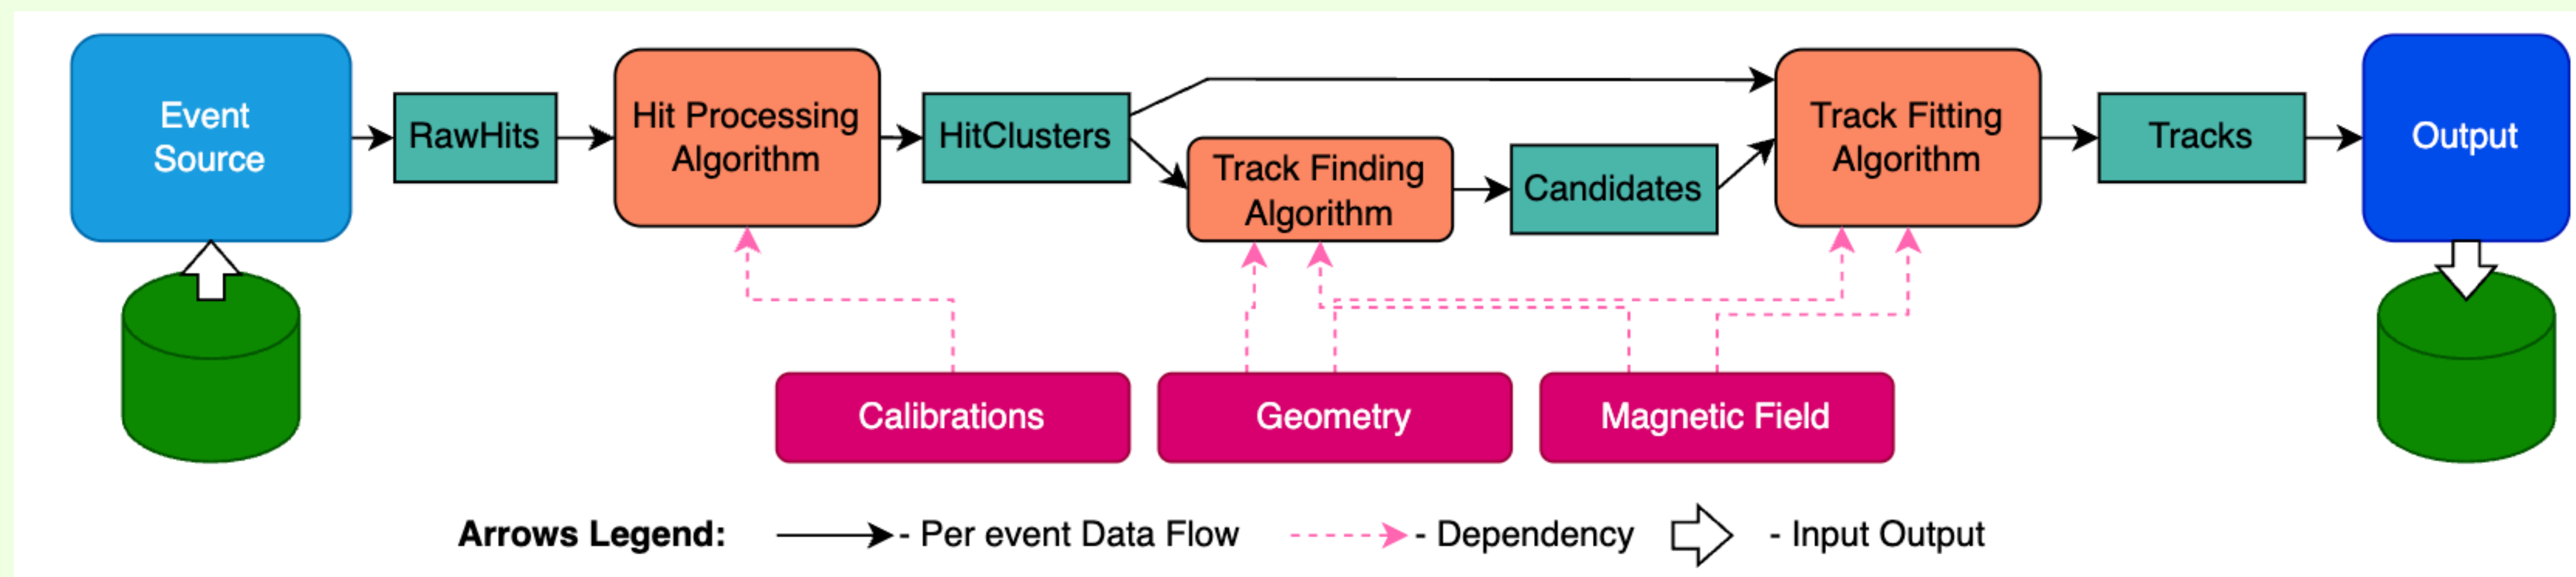 Event
Source
RawHits
Hit Processing
Algorithm
HitClusters
Track Finding
Algorithm
Candidates
Track Fitting
Algorithm
Tracks
Output
Calibrations
Geometry
Magnetic Field
Arrows Legend: - Per event Data Flow - Dependency - Input Output